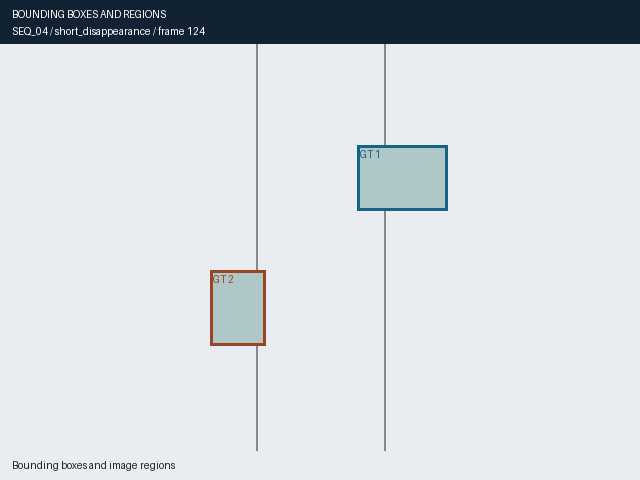 BOUNDING BOXES AND REGIONS
SEQ_04/short_disappearance/frame 124
GT1
GT2
Bounding boxes and image regions